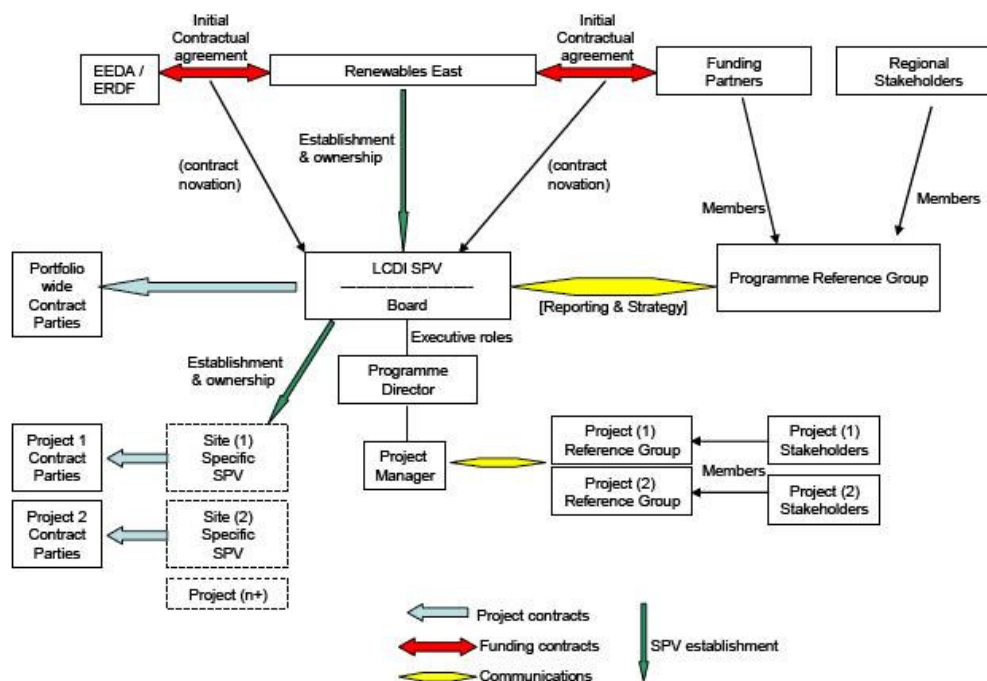 Initial
Contractual
agreement
Initial
Contractual
agreement
EEDA /
ERDF
Renewables East
Funding
Partners
Regional
Stakeholders
Establishment
& ownership
(contract
novation)
(contract
novation)
Members
Members
Portfolio
wide
Contract
Parties
LCDI SPV
Board
[Reporting & Strategy]
Programme Reference Group
Executive roles
Establishment
& ownership
Programme
Director
Project 1
Contract
Parties
Site (1)
Specific
SPV
Project
Manager
Project (1)
Reference Group
Members
Project (1)
Stakeholders
Project 2
Contract
Parties
Site (2)
Specific
SPV
Project (2)
Reference Group
Project (2)
Stakeholders
Project (n+)
Project contracts
Funding contracts
Communications
SPV establishment